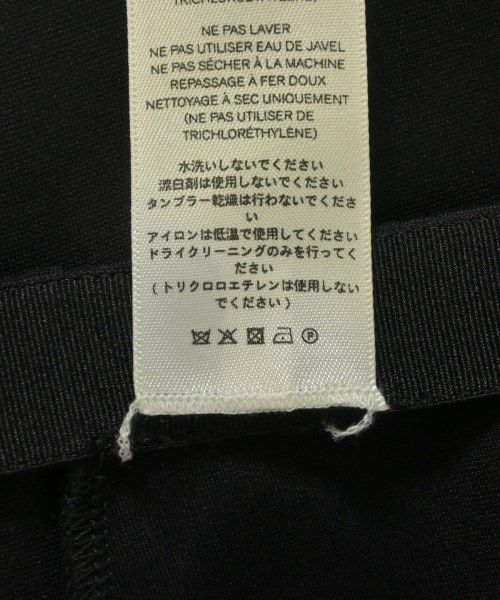 NE PAS LAVER
NE PAS UTILISER EAU DE JAVEL
NE PAS SÉCHER À LA MACHINE
REPASSAGE À FER DOUX
NETTOYAGE À SEC UNIQUEMENT
(NE PAS UTILISER DE
TRICHLORÉTHYLÈNE)
水洗いしないでください
漂白剤は使用しないでください
タンブラー乾燥は行わないでくださ
い
アイロンは低温で使用してください
ドライクリーニングのみを行ってく
ださい
(トリクロロエチレンは使用しない
でください)